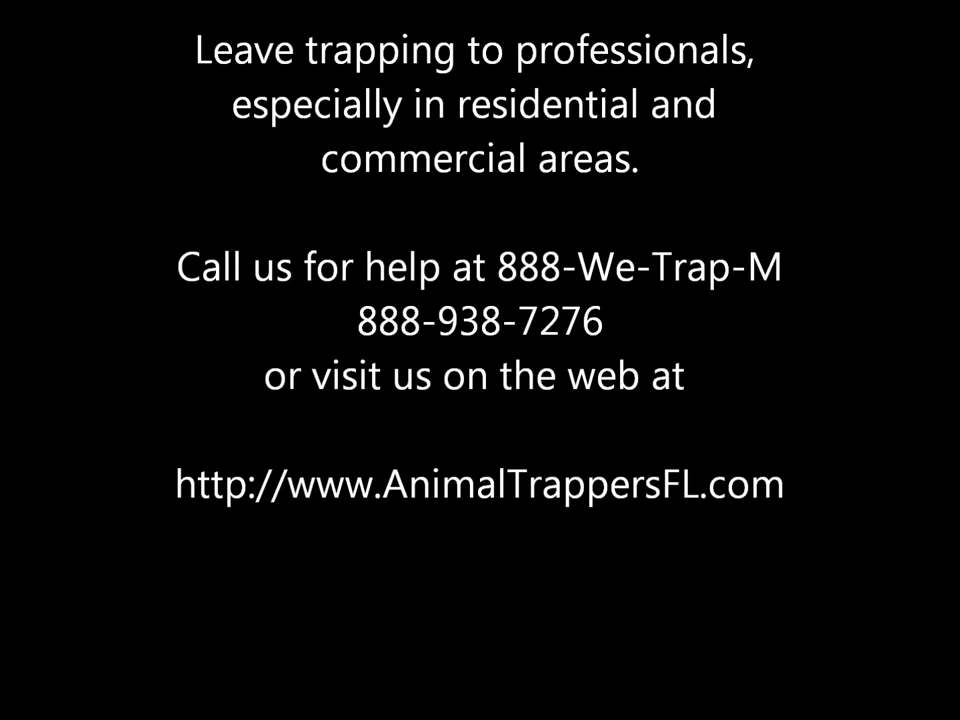 Leave trapping to professionals,
especially in residential and
commercial areas.
Call us for help at 888-We-Trap-M
888-938-7276
or visit us on the web at
http://www.AnimalTrappersFL.com